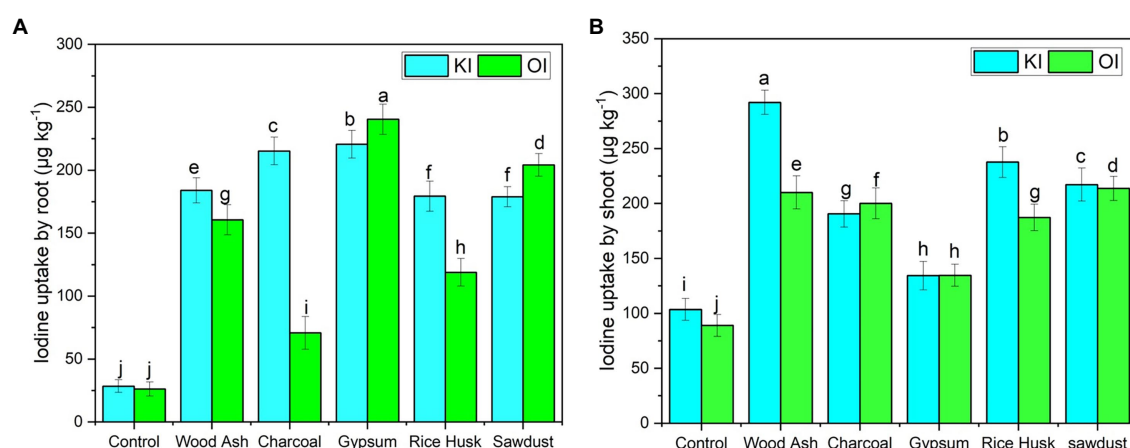 A
300
250
200
150
100
50
0
Iodine uptake by root (µg kg⁻¹)
KI OI
j j e g c i b a f h f d
Control Wood Ash Charcoal Gypsum Rice Husk Sawdust
B
350
300
250
200
150
100
50
0
Iodine uptake by shoot (µg kg⁻¹)
KI OI
i j a e g f h h b g c d
Control Wood Ash Charcoal Gypsum Rice Husk sawdust